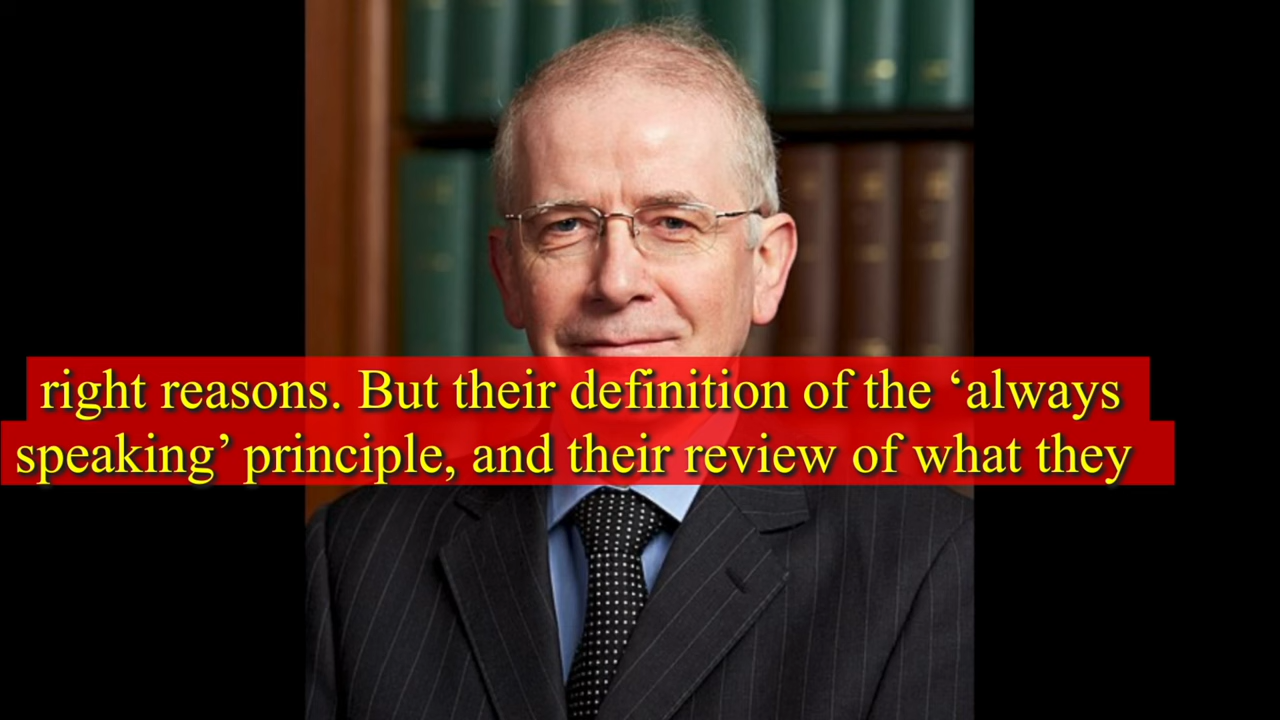 right reasons. But their definition of the ‘always
speaking’ principle, and their review of what they